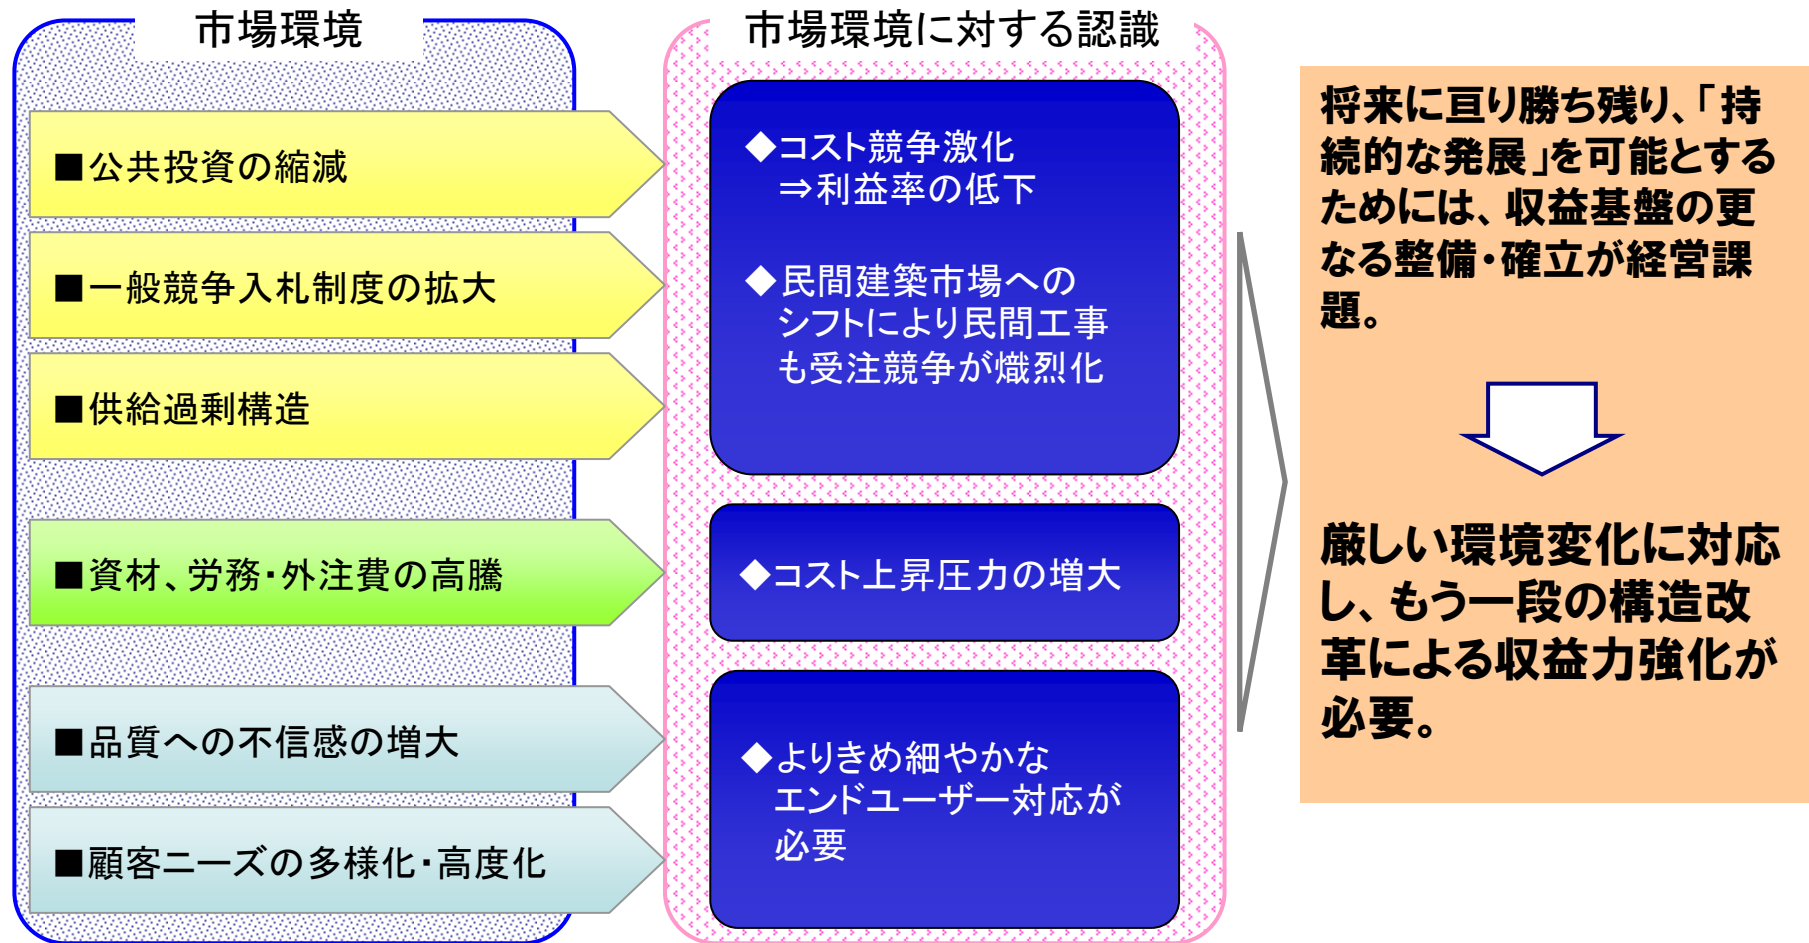 市場環境
■公共投資の縮減
■一般競争入札制度の拡大
■供給過剰構造
■資材、労務・外注費の高騰
■品質への不信感の増大
■顧客ニーズの多様化・高度化
市場環境に対する認識
◆コスト競争激化
⇒利益率の低下
◆民間建築市場への
シフトにより民間工事
も受注競争が熾烈化
◆コスト上昇圧力の増大
◆よりきめ細やかな
エンドユーザー対応が
必要
将来に亘り勝ち残り、「持
続的な発展」を可能とする
ためには、収益基盤の更
なる整備・確立が経営課
題。
厳しい環境変化に対応
し、もう一段の構造改
革による収益力強化が
必要。